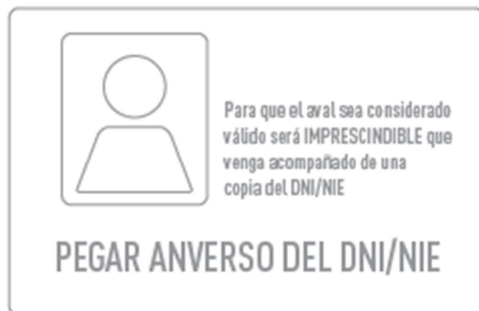 Para que el aval sea considerado
válido será IMPRESCINDIBLE que
venga acompañado de una
copia del DNI/NIE
PEGAR ANVERSO DEL DNI/NIE